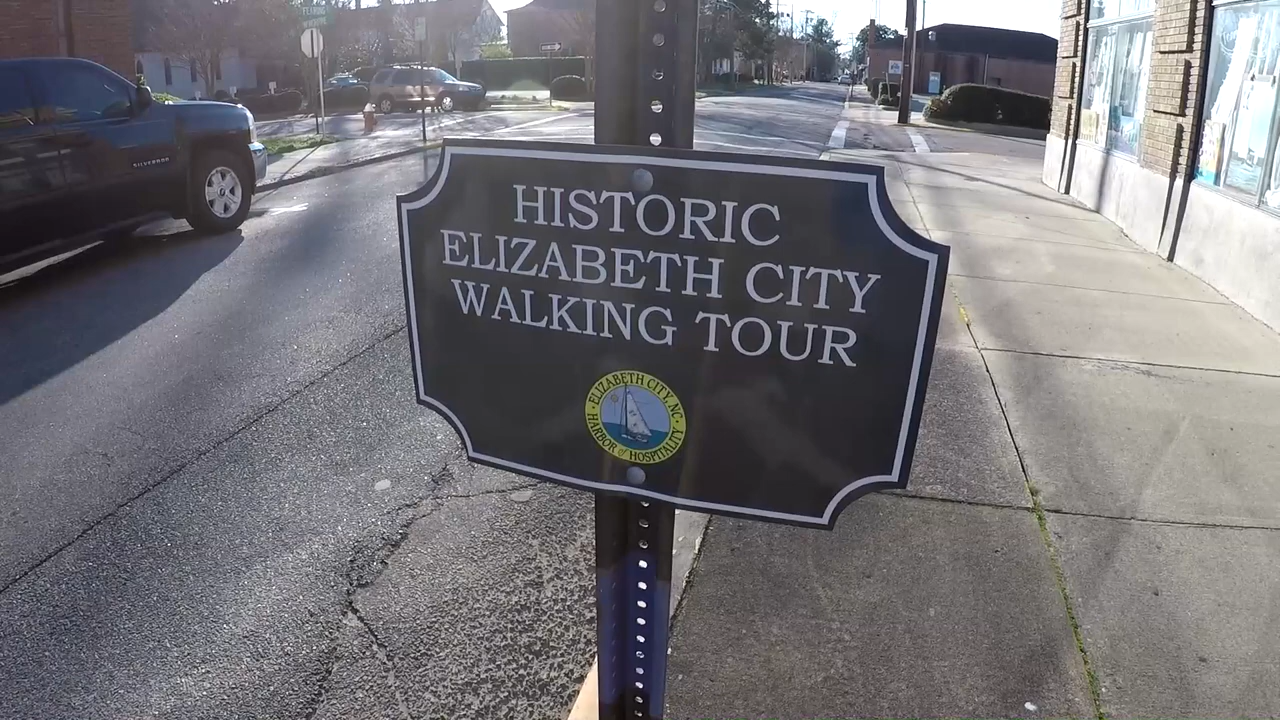 HISTORIC
ELIZABETH CITY
WALKING TOUR
ELIZABETH CITY, NC
HARBOR of HOSPITALITY
SILVERADO